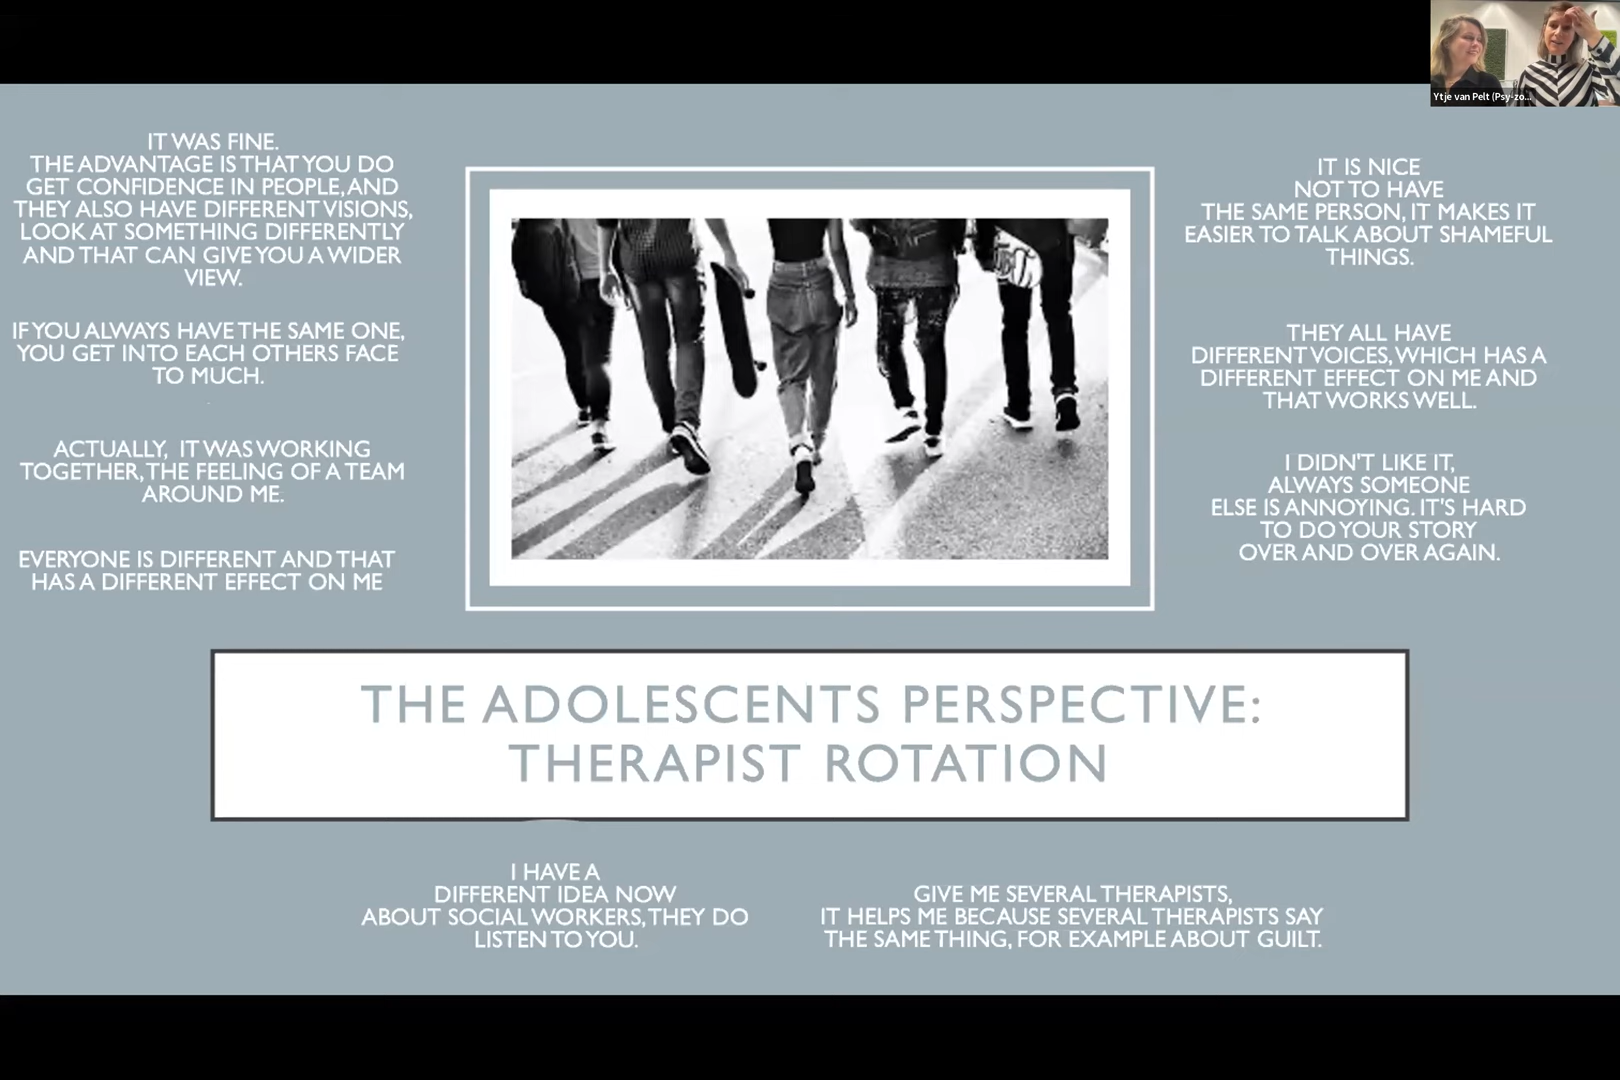 IT WAS FINE.
THE ADVANTAGE IS THAT YOU DO
GET CONFIDENCE IN PEOPLE, AND
THEY ALSO HAVE DIFFERENT VISIONS,
LOOK AT SOMETHING DIFFERENTLY
AND THAT CAN GIVE YOU A WIDER
VIEW.
IF YOU ALWAYS HAVE THE SAME ONE,
YOU GET INTO EACH OTHERS FACE
TO MUCH.
ACTUALLY, IT WAS WORKING
TOGETHER, THE FEELING OF A TEAM
AROUND ME.
EVERYONE IS DIFFERENT AND THAT
HAS A DIFFERENT EFFECT ON ME
IT IS NICE
NOT TO HAVE
THE SAME PERSON, IT MAKES IT
EASIER TO TALK ABOUT SHAMEFUL
THINGS.
THEY ALL HAVE
DIFFERENT VOICES, WHICH HAS A
DIFFERENT EFFECT ON ME AND
THAT WORKS WELL.
I DIDN'T LIKE IT,
ALWAYS SOMEONE
ELSE IS ANNOYING. IT'S HARD
TO DO YOUR STORY
OVER AND OVER AGAIN.
THE ADOLESCENTS PERSPECTIVE:
THERAPIST ROTATION
I HAVE A
DIFFERENT IDEA NOW
ABOUT SOCIAL WORKERS, THEY DO
LISTEN TO YOU.
GIVE ME SEVERAL THERAPISTS,
IT HELPS ME BECAUSE SEVERAL THERAPISTS SAY
THE SAME THING, FOR EXAMPLE ABOUT GUILT.
Ytje van Pelt (Psy-zo...